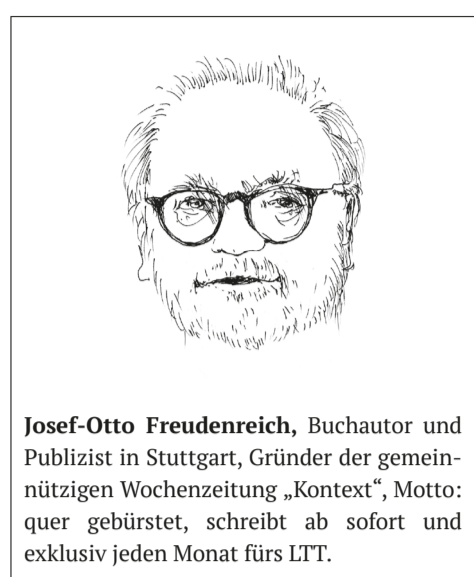 Josef-Otto Freudenreich, Buchautor und
Publizist in Stuttgart, Gründer der gemein-
nützigen Wochenzeitung „Kontext“, Motto:
quer gebürstet, schreibt ab sofort und
exklusiv jeden Monat fürs LTT.